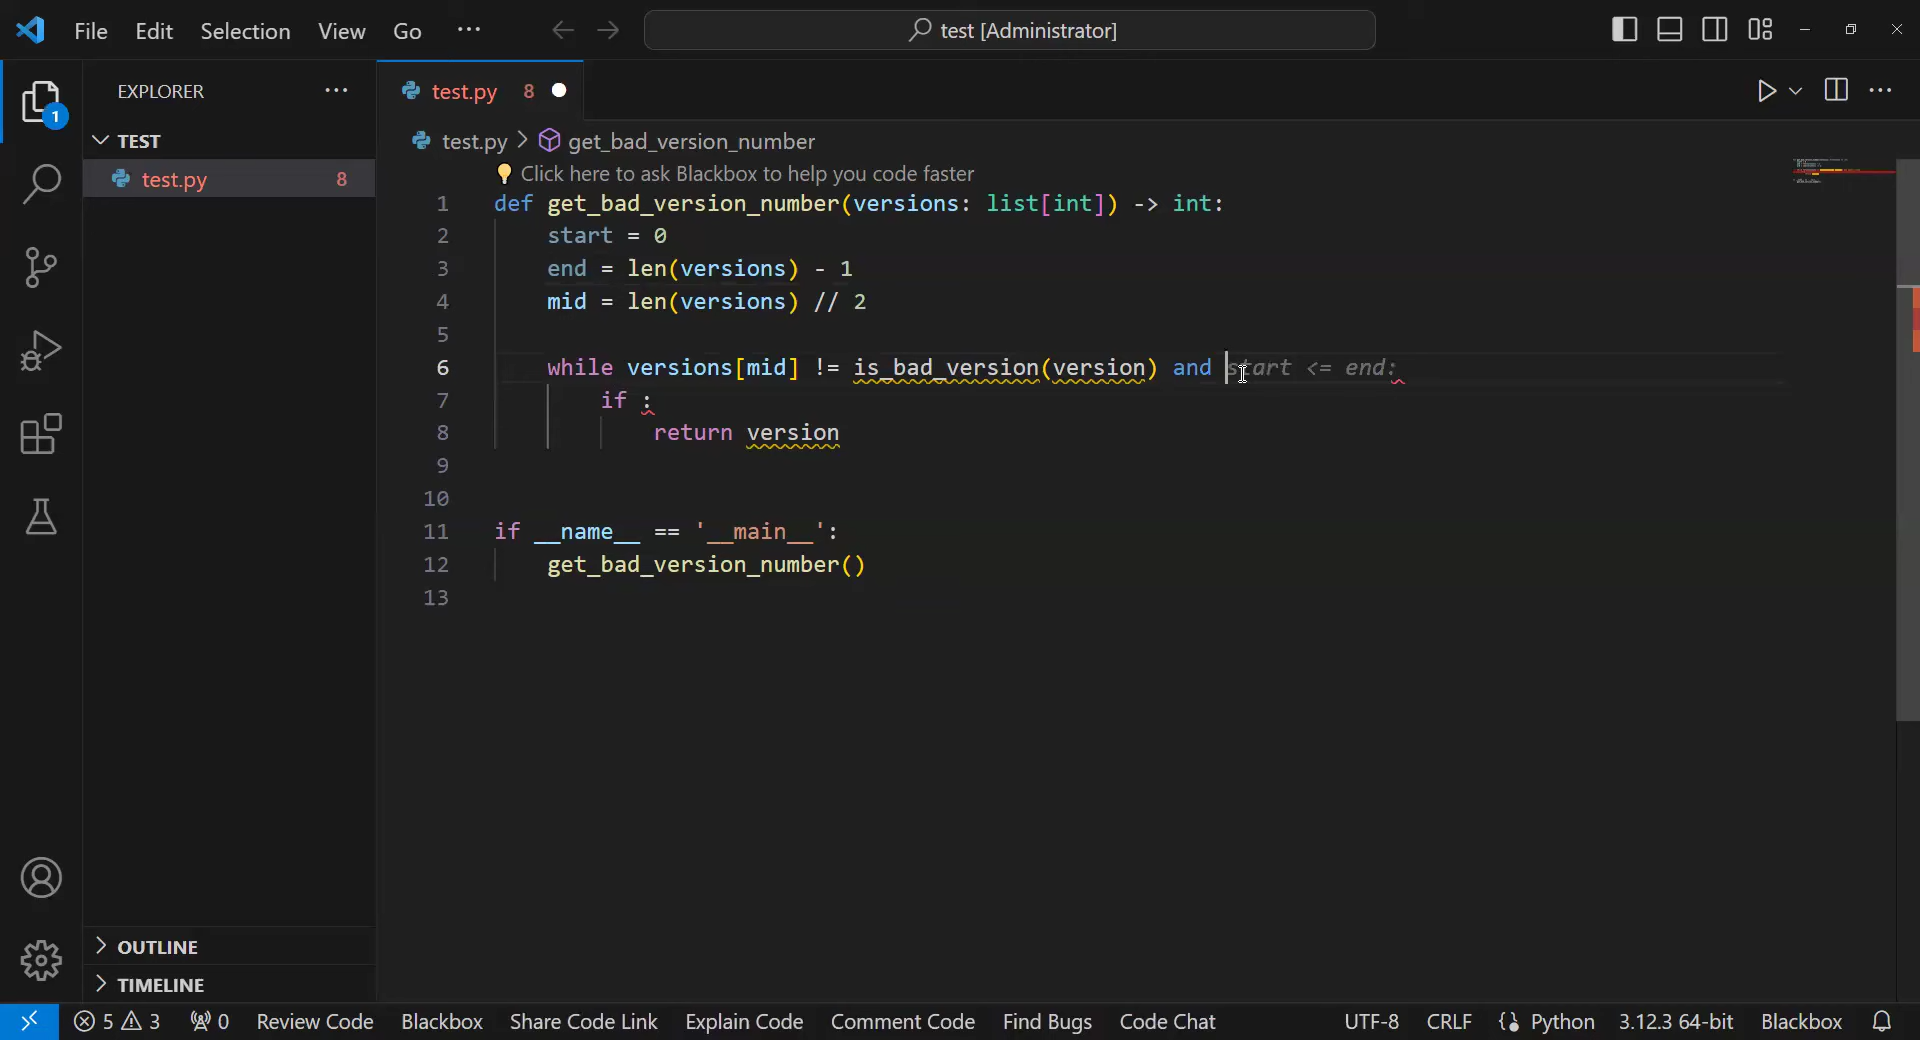 File Edit Selection View Go ··· test [Administrator]
EXPLORER ···
TEST
test.py 8
1
test.py 8
test.py > get_bad_version_number
Click here to ask Blackbox to help you code faster
1 def get_bad_version_number(versions: list[int]) -> int:
2 start = 0
3 end = len(versions) - 1
4 mid = len(versions) // 2
5
6 while versions[mid] != is_bad_version(version) and start <= end:
7 if :
8 return version
9
10
11 if __name__ == '__main__':
12 get_bad_version_number()
13
OUTLINE
TIMELINE
5 3 0 Review Code Blackbox Share Code Link Explain Code Comment Code Find Bugs Code Chat UTF-8 CRLF Python 3.12.3 64-bit Blackbox